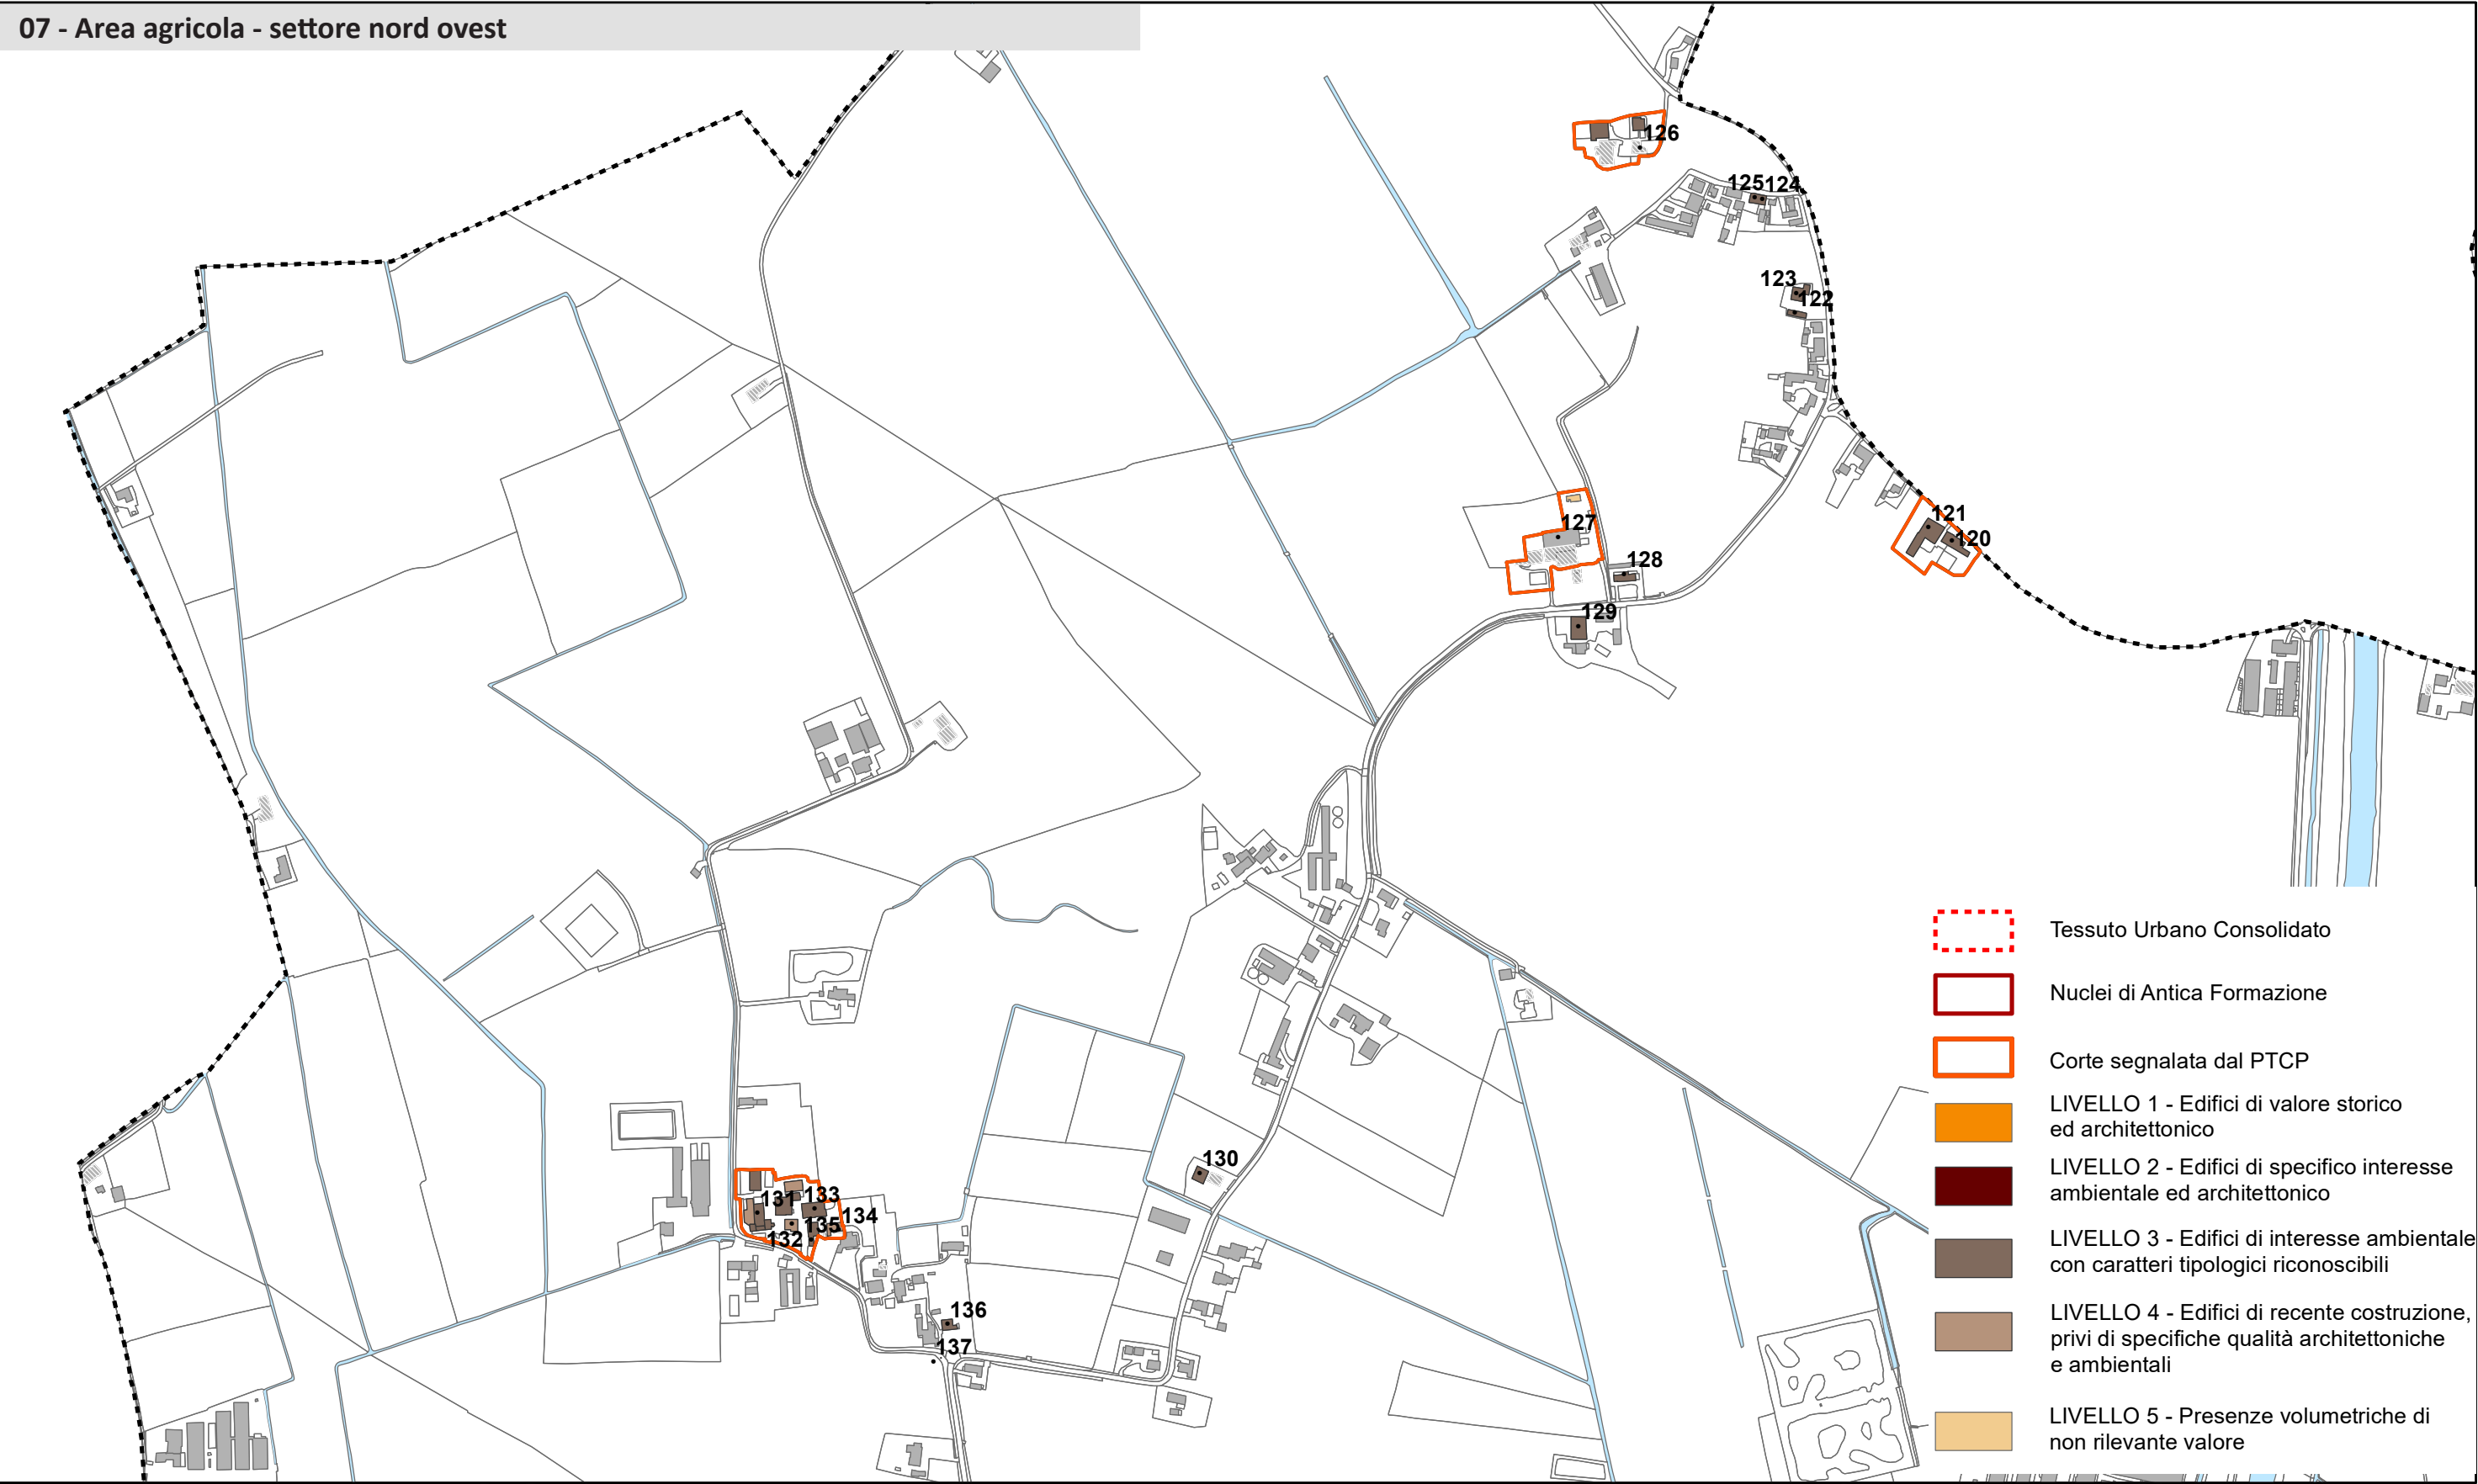 07 - Area agricola - settore nord ovest
126
125
124
123
122
121
120
127
128
129
130
131
133
134
135
132
136
137
Tessuto Urbano Consolidato
Nuclei di Antica Formazione
Corte segnalata dal PTCP
LIVELLO 1 - Edifici di valore storico
ed architettonico
LIVELLO 2 - Edifici di specifico interesse
ambientale ed architettonico
LIVELLO 3 - Edifici di interesse ambientale
con caratteri tipologici riconoscibili
LIVELLO 4 - Edifici di recente costruzione,
privi di specifiche qualità architettoniche
e ambientali
LIVELLO 5 - Presenze volumetriche di
non rilevante valore